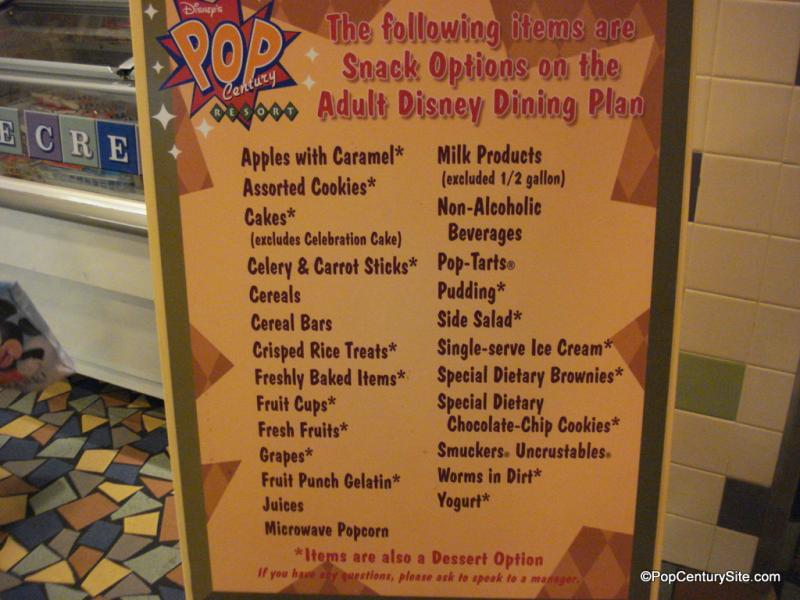 Disney's
POP
Century
RESORT
The following items are
Snack Options on the
Adult Disney Dining Plan
E CRE
Apples with Caramel*
Assorted Cookies*
Cakes*
(excludes Celebration Cake)
Celery & Carrot Sticks*
Cereals
Cereal Bars
Crisped Rice Treats*
Freshly Baked Items*
Fruit Cups*
Fresh Fruits*
Grapes*
Fruit Punch Gelatin*
Juices
Microwave Popcorn
Milk Products
(excluded 1/2 gallon)
Non-Alcoholic
Beverages
Pop-Tarts®
Pudding*
Side Salad*
Single-serve Ice Cream*
Special Dietary Brownies*
Special Dietary
Chocolate-Chip Cookies*
Smuckers® Uncrustables®
Worms in Dirt*
Yogurt*
*Items are also a Dessert Option
If you have any questions, please ask to speak to a manager.
©PopCenturySite.com